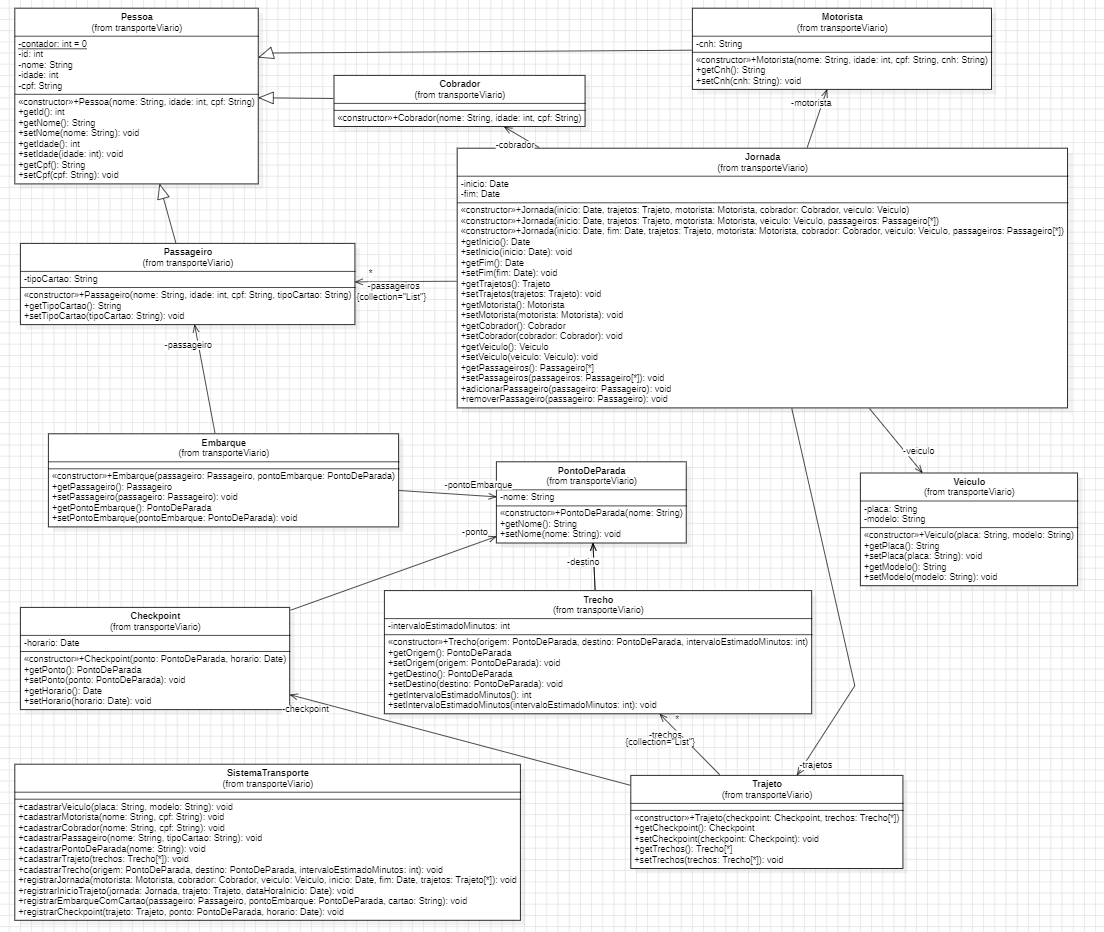 Pessoa
(from transporteViario)
-contador: int = 0
-id: int
-nome: String
-idade: int
-cpf: String
«constructor»+Pessoa(nome: String, idade: int, cpf: String)
+getId(): int
+getNome(): String
+setNome(nome: String): void
+getIdade(): int
+setIdade(idade: int): void
+getCpf(): String
+setCpf(cpf: String): void
Motorista
(from transporteViario)
-cnh: String
«constructor»+Motorista(nome: String, idade: int, cpf: String, cnh: String)
+getCnh(): String
+setCnh(cnh: String): void
Cobrador
(from transporteViario)
«constructor»+Cobrador(nome: String, idade: int, cpf: String)
-motorista
-cobrador
Jornada
(from transporteViario)
-inicio: Date
-fim: Date
«constructor»+Jornada(inicio: Date, trajetos: Trajeto, motorista: Motorista, cobrador: Cobrador, veiculo: Veiculo)
«constructor»+Jornada(inicio: Date, trajetos: Trajeto, motorista: Motorista, veiculo: Veiculo, passageiros: Passageiro[*])
«constructor»+Jornada(inicio: Date, fim: Date, trajetos: Trajeto, motorista: Motorista, cobrador: Cobrador, veiculo: Veiculo, passageiros: Passageiro[*])
+getInicio(): Date
+setInicio(inicio: Date): void
+getFim(): Date
+setFim(fim: Date): void
+getTrajetos(): Trajeto
+setTrajetos(trajetos: Trajeto): void
+getMotorista(): Motorista
+setMotorista(motorista: Motorista): void
+getCobrador(): Cobrador
+setCobrador(cobrador: Cobrador): void
+getVeiculo(): Veiculo
+setVeiculo(veiculo: Veiculo): void
+getPassageiros(): Passageiro[*]
+setPassageiros(passageiros: Passageiro[*]): void
+adicionarPassageiro(passageiro: Passageiro): void
+removerPassageiro(passageiro: Passageiro): void
Passageiro
(from transporteViario)
-tipoCartao: String
«constructor»+Passageiro(nome: String, idade: int, cpf: String, tipoCartao: String)
+getTipoCartao(): String
+setTipoCartao(tipoCartao: String): void
*
-passageiros
{collection="List"}
-passageiro
Embarque
(from transporteViario)
«constructor»+Embarque(passageiro: Passageiro, pontoEmbarque: PontoDeParada)
+getPassageiro(): Passageiro
+setPassageiro(passageiro: Passageiro): void
+getPontoEmbarque(): PontoDeParada
+setPontoEmbarque(pontoEmbarque: PontoDeParada): void
-pontoEmbarque
PontoDeParada
(from transporteViario)
-nome: String
«constructor»+PontoDeParada(nome: String)
+getNome(): String
+setNome(nome: String): void
-veiculo
Veiculo
(from transporteViario)
-placa: String
-modelo: String
«constructor»+Veiculo(placa: String, modelo: String)
+getPlaca(): String
+setPlaca(placa: String): void
+getModelo(): String
+setModelo(modelo: String): void
-ponto
-destino
Checkpoint
(from transporteViario)
-horario: Date
«constructor»+Checkpoint(ponto: PontoDeParada, horario: Date)
+getPonto(): PontoDeParada
+setPonto(ponto: PontoDeParada): void
+getHorario(): Date
+setHorario(horario: Date): void
-checkpoint
Trecho
(from transporteViario)
-intervaloEstimadoMinutos: int
«constructor»+Trecho(origem: PontoDeParada, destino: PontoDeParada, intervaloEstimadoMinutos: int)
+getOrigem(): PontoDeParada
+setOrigem(origem: PontoDeParada): void
+getDestino(): PontoDeParada
+setDestino(destino: PontoDeParada): void
+getIntervaloEstimadoMinutos(): int
+setIntervaloEstimadoMinutos(intervaloEstimadoMinutos: int): void
*
-trechos
{collection="List"}
-trajetos
SistemaTransporte
(from transporteViario)
+cadastrarVeiculo(placa: String, modelo: String): void
+cadastrarMotorista(nome: String, cpf: String): void
+cadastrarCobrador(nome: String, cpf: String): void
+cadastrarPassageiro(nome: String, tipoCartao: String): void
+cadastrarPontoDeParada(nome: String): void
+cadastrarTrajeto(trechos: Trecho[*]): void
+cadastrarTrecho(origem: PontoDeParada, destino: PontoDeParada, intervaloEstimadoMinutos: int): void
+registrarJornada(motorista: Motorista, cobrador: Cobrador, veiculo: Veiculo, inicio: Date, fim: Date, trajetos: Trajeto[*]): void
+registrarInicioTrajeto(jornada: Jornada, trajeto: Trajeto, dataHoraInicio: Date): void
+registrarEmbarqueComCartao(passageiro: Passageiro, pontoEmbarque: PontoDeParada, cartao: String): void
+registrarCheckpoint(trajeto: Trajeto, ponto: PontoDeParada, horario: Date): void
Trajeto
(from transporteViario)
«constructor»+Trajeto(checkpoint: Checkpoint, trechos: Trecho[*])
+getCheckpoint(): Checkpoint
+setCheckpoint(checkpoint: Checkpoint): void
+getTrechos(): Trecho[*]
+setTrechos(trechos: Trecho[*]): void